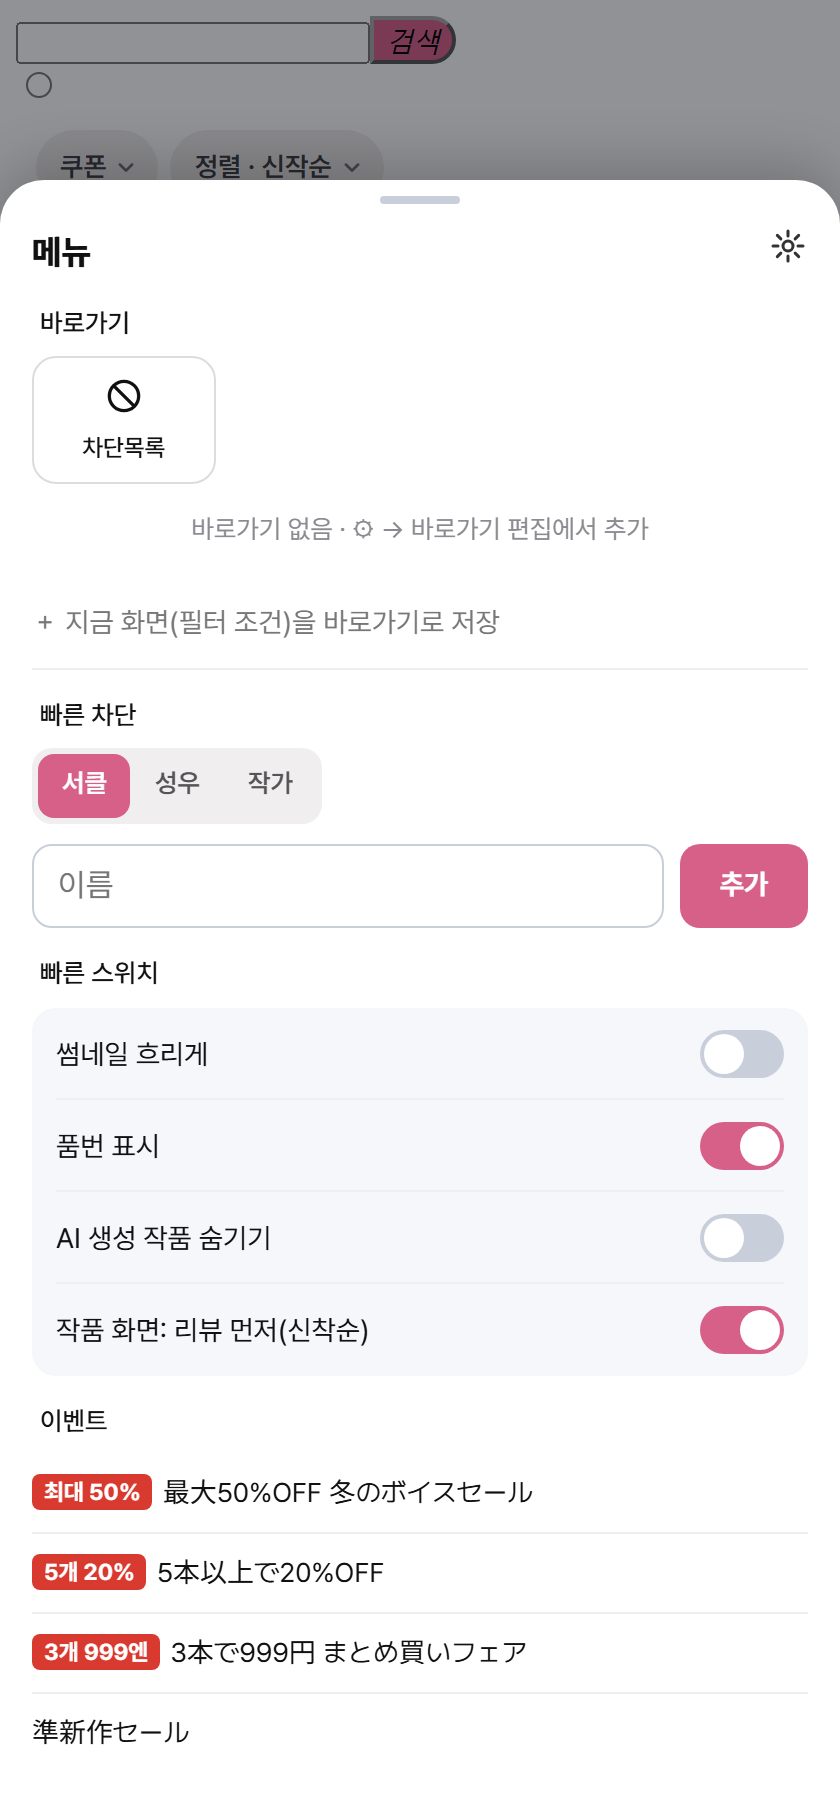 검색
쿠폰
정렬 · 신작순
메뉴
바로가기
차단목록
바로가기 없음 · ⚙ → 바로가기 편집에서 추가
+ 지금 화면(필터 조건)을 바로가기로 저장
빠른 차단
서클 성우 작가
이름 추가
빠른 스위치
썸네일 흐리게
품번 표시
AI 생성 작품 숨기기
작품 화면: 리뷰 먼저(신착순)
이벤트
최대 50% 最大50%OFF 冬のボイスセール
5개 20% 5本以上で20%OFF
3개 999엔 3本で999円 まとめ買いフェア
準新作セール